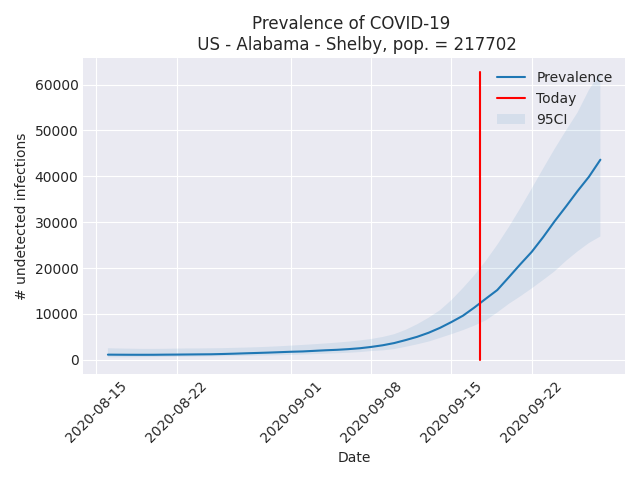 Prevalence of COVID-19
US - Alabama - Shelby, pop. = 217702
Prevalence
Today
95CI
# undetected infections
60000
50000
40000
30000
20000
10000
0
2020-08-15
2020-08-22
2020-09-01
2020-09-08
2020-09-15
2020-09-22
Date